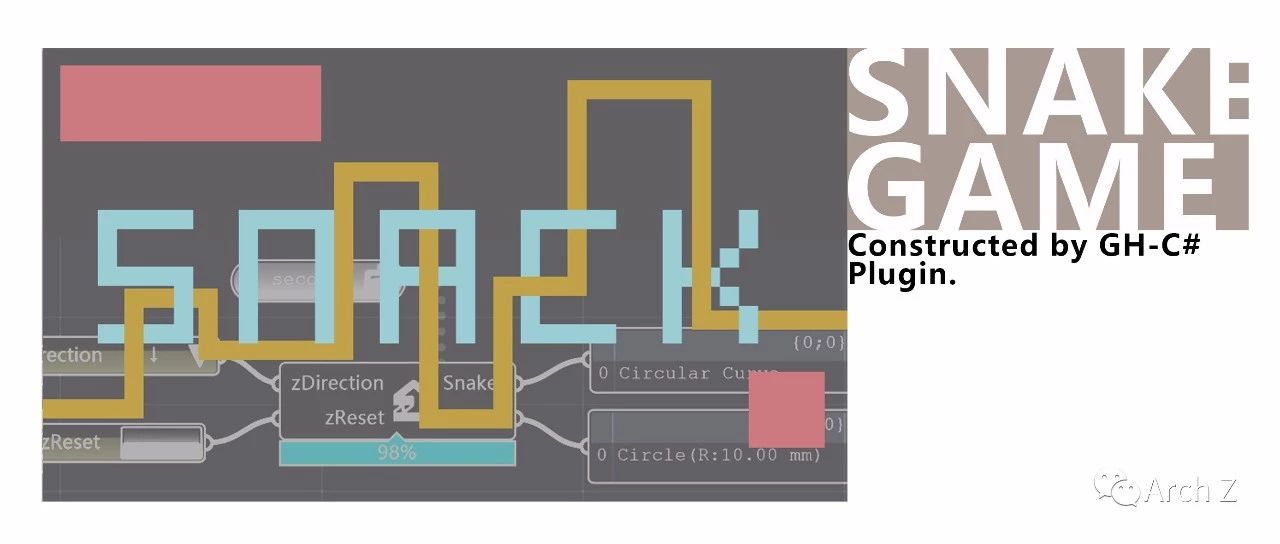 SNAKE
GAME
Constructed by GH-C#
Plugin.
SNACK
rection
zDirection
Snake
zReset
zReset
98%
{0;0}
0 Circular Curve
0}
0 Circle(R:10.00 mm)
Arch Z